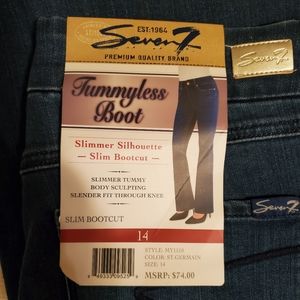 EST. 1964
Seven7
PREMIUM QUALITY BRAND
Tummyless
Boot
Slimmer Silhouette
— Slim Bootcut —
SLIMMER TUMMY
BODY SCULPTING
SLENDER FIT THROUGH KNEE
SLIM BOOTCUT
14
COLOR: ST-GERMAIN
SIZE: 14
MSRP: $74.00
Seven7
Seven7